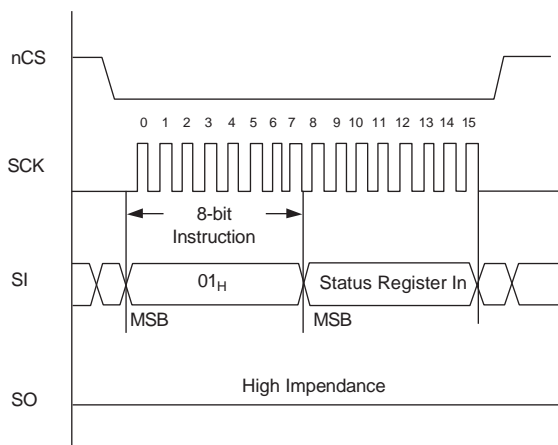 nCS
0 1 2 3 4 5 6 7 8 9 10 11 12 13 14 15
SCK
8-bit
Instruction
SI
01H
Status Register In
MSB
MSB
High Impendance
SO